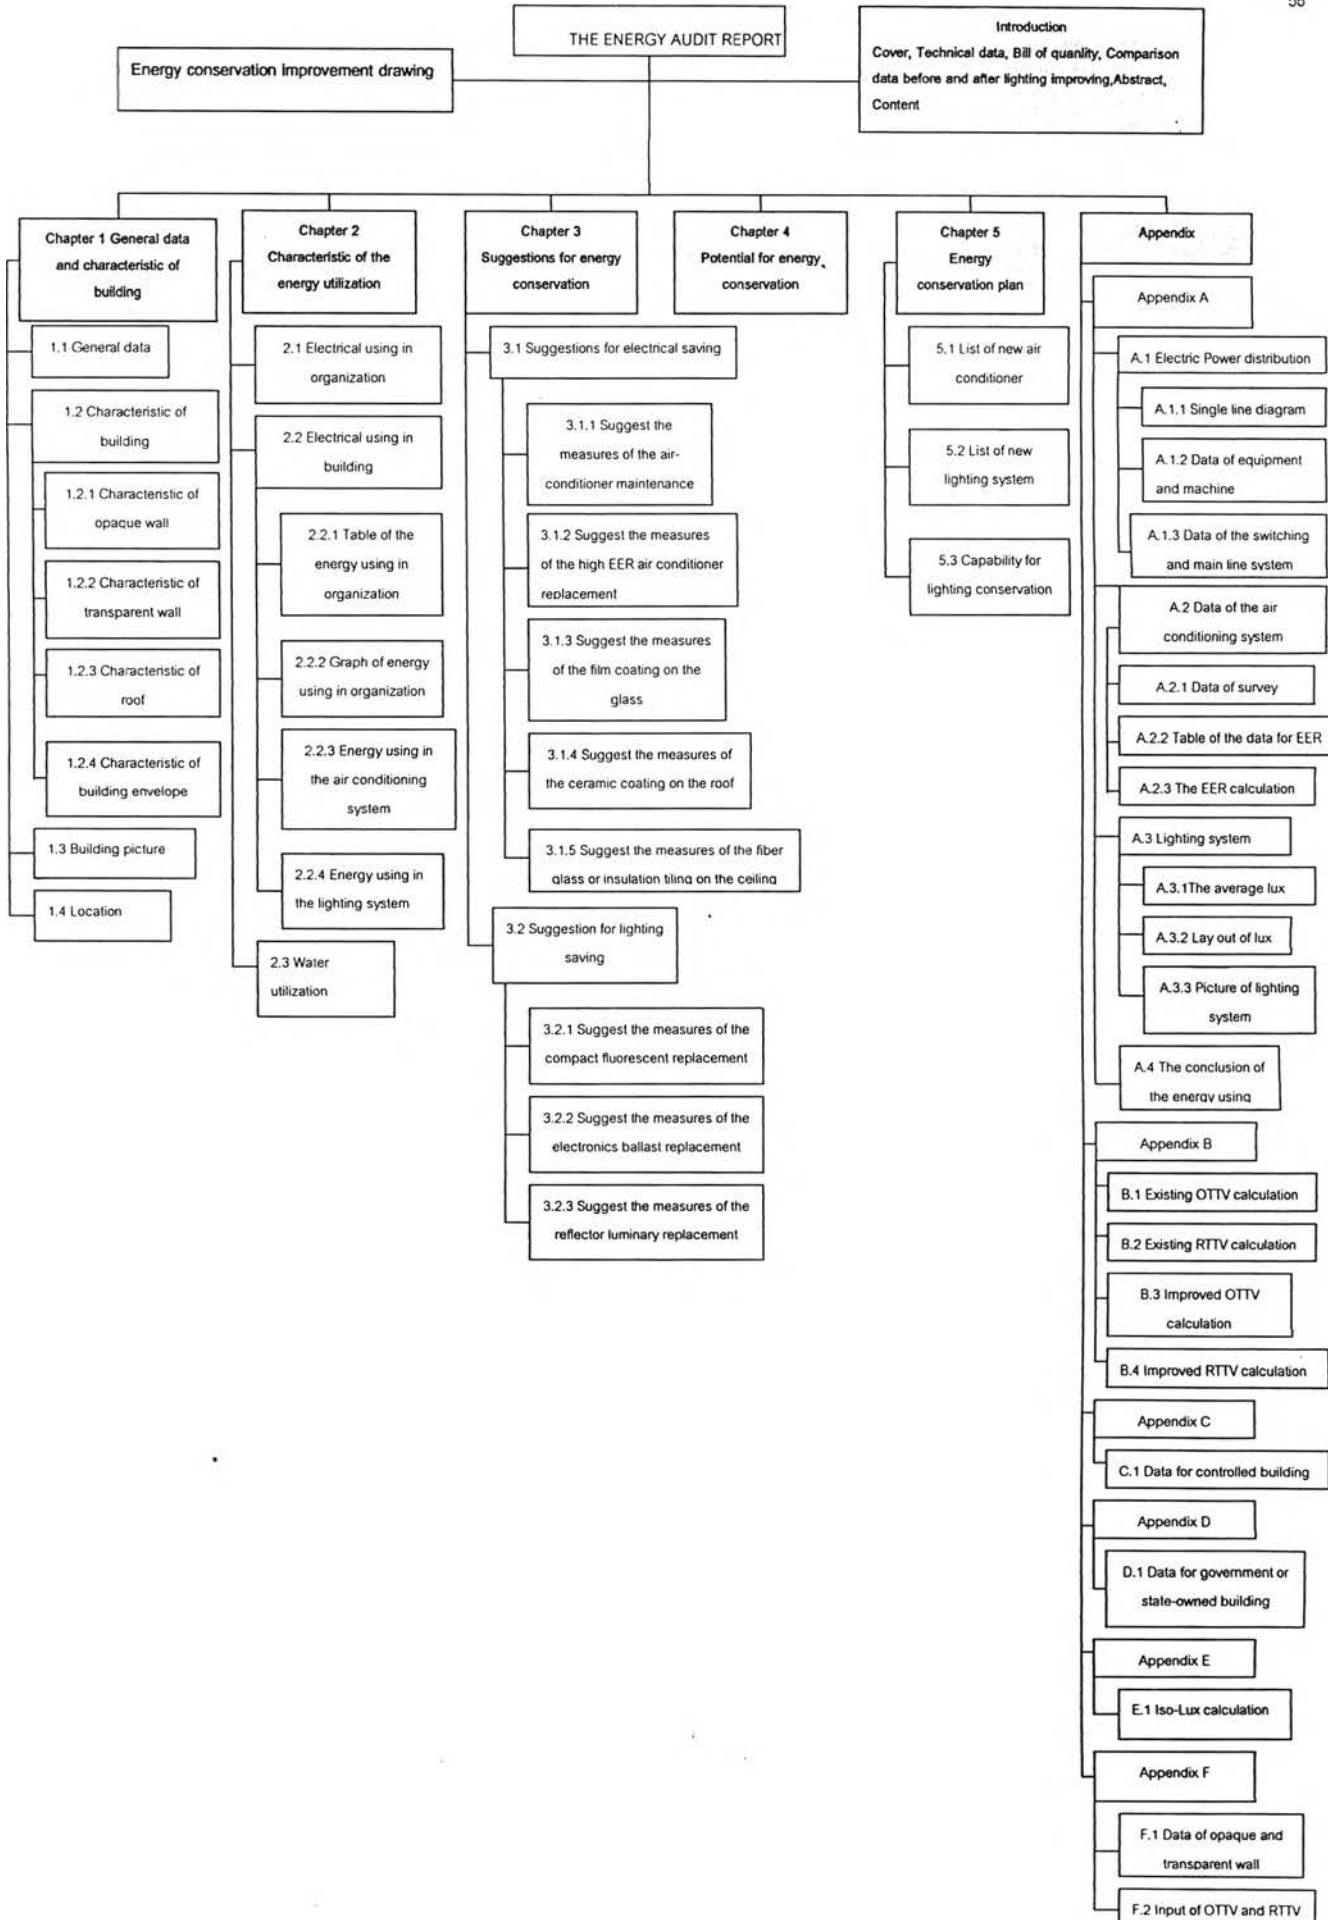 THE ENERGY AUDIT REPORT
Energy conservation improvement drawing
Introduction
Cover, Technical data, Bill of quanlity, Comparison
data before and after lighting improving,Abstract,
Content
Chapter 1 General data
and characteristic of
building
1.1 General data
1.2 Characteristic of
building
1.2.1 Characteristic of
opaque wall
1.2.2 Characteristic of
transparent wall
1.2.3 Characteristic of
roof
1.2.4 Characteristic of
building envelope
1.3 Building picture
1.4 Location
Chapter 2
Characteristic of the
energy utilization
2.1 Electrical using in
organization
2.2 Electrical using in
building
2.2.1 Table of the
energy using in
organization
2.2.2 Graph of energy
using in organization
2.2.3 Energy using in
the air conditioning
system
2.2.4 Energy using in
the lighting system
2.3 Water
utilization
Chapter 3
Suggestions for energy
conservation
3.1 Suggestions for electrical saving
3.1.1 Suggest the
measures of the air-
conditioner maintenance
3.1.2 Suggest the measures
of the high EER air conditioner
replacement
3.1.3 Suggest the measures
of the film coating on the
glass
3.1.4 Suggest the measures of
the ceramic coating on the roof
3.1.5 Suggest the measures of the fiber
glass or insulation tiling on the ceiling
3.2 Suggestion for lighting
saving
3.2.1 Suggest the measures of the
compact fluorescent replacement
3.2.2 Suggest the measures of the
electronics ballast replacement
3.2.3 Suggest the measures of the
reflector luminary replacement
Chapter 4
Potential for energy
conservation
Chapter 5
Energy
conservation plan
5.1 List of new air
conditioner
5.2 List of new
lighting system
5.3 Capability for
lighting conservation
Appendix
Appendix A
A.1 Electric Power distribution
A.1.1 Single line diagram
A.1.2 Data of equipment
and machine
A.1.3 Data of the switching
and main line system
A.2 Data of the air
conditioning system
A.2.1 Data of survey
A.2.2 Table of the data for EER
A.2.3 The EER calculation
A.3 Lighting system
A.3.1The average lux
A.3.2 Lay out of lux
A.3.3 Picture of lighting
system
A.4 The conclusion of
the energy using
Appendix B
B.1 Existing OTTV calculation
B.2 Existing RTTV calculation
B.3 Improved OTTV
calculation
B.4 Improved RTTV calculation
Appendix C
C.1 Data for controlled building
Appendix D
D.1 Data for government or
state-owned building
Appendix E
E.1 Iso-Lux calculation
Appendix F
F.1 Data of opaque and
transparent wall
F.2 Input of OTTV and RTTV